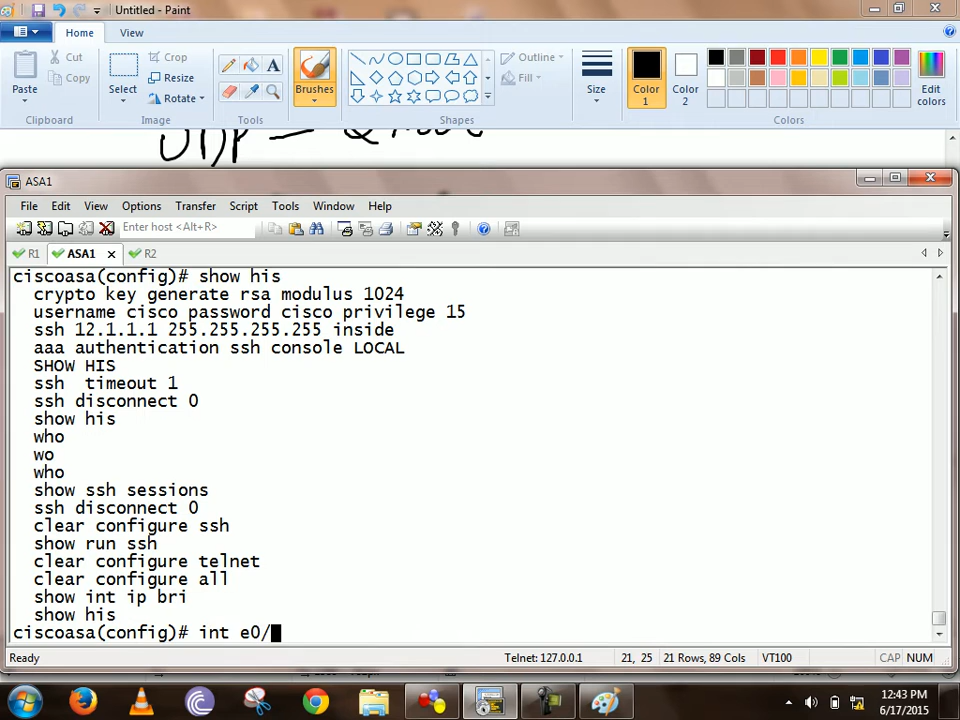 Untitled - Paint
Home
View
Paste
Cut
Copy
Clipboard
Select
Crop
Resize
Rotate
Image
A
Tools
Brushes
Shapes
Outline
Fill
Size
Color 1
Color 2
Edit colors
Colors
UDP —
ASA1
File Edit View Options Transfer Script Tools Window Help
Enter host <Alt+R>
R1
ASA1
R2
ciscoasa(config)# show his
crypto key generate rsa modulus 1024
username cisco password cisco privilege 15
ssh 12.1.1.1 255.255.255.255 inside
aaa authentication ssh console LOCAL
SHOW HIS
ssh  timeout 1
ssh disconnect 0
show his
who
wo
who
show ssh sessions
ssh disconnect 0
clear configure ssh
show run ssh
clear configure telnet
clear configure all
show int ip bri
show his
ciscoasa(config)# int e0/
Ready
Telnet: 127.0.0.1
21, 25
21 Rows, 89 Cols
VT100
CAP NUM
12:43 PM
6/17/2015